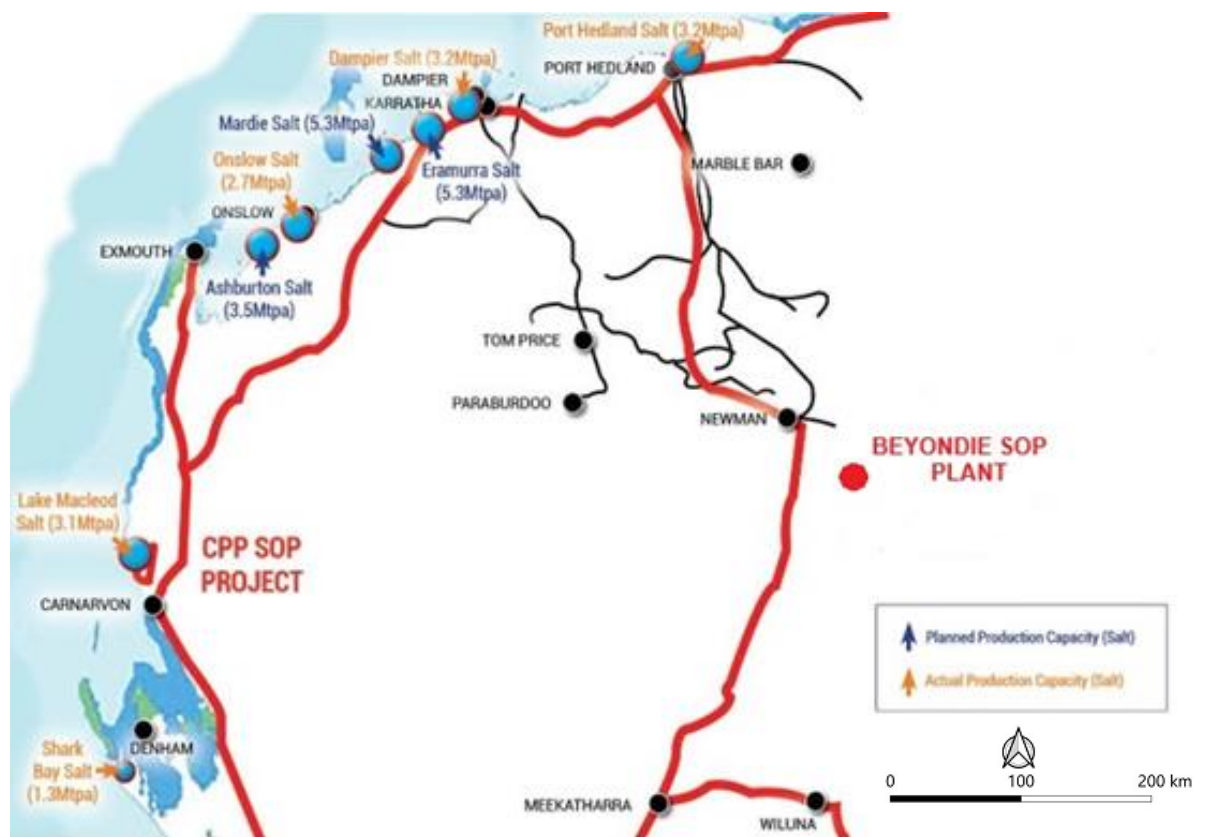 Port Hedland Salt (3.2Mtpa)
Dampier Salt (3.2Mtpa)
PORT HEDLAND
DAMPIER
KARRATHA
Mardie Salt (5.3Mtpa)
Onslow Salt
(2.7Mtpa)
Eramurra Salt
(5.3Mtpa)
MARBLE BAR
ONSLOW
EXMOUTH
Ashburton Salt
(3.5Mtpa)
TOM PRICE
PARABURDOO
NEWMAN
BEYONDIE SOP
PLANT
Lake Macleod
Salt (3.1Mtpa)
CPP SOP
PROJECT
CARNARVON
Planned Production Capacity (Salt)
Actual Production Capacity (Salt)
DENHAM
Shark
Bay Salt
(1.3Mtpa)
0 100 200 km
MEEKATHARRA
WILUNA